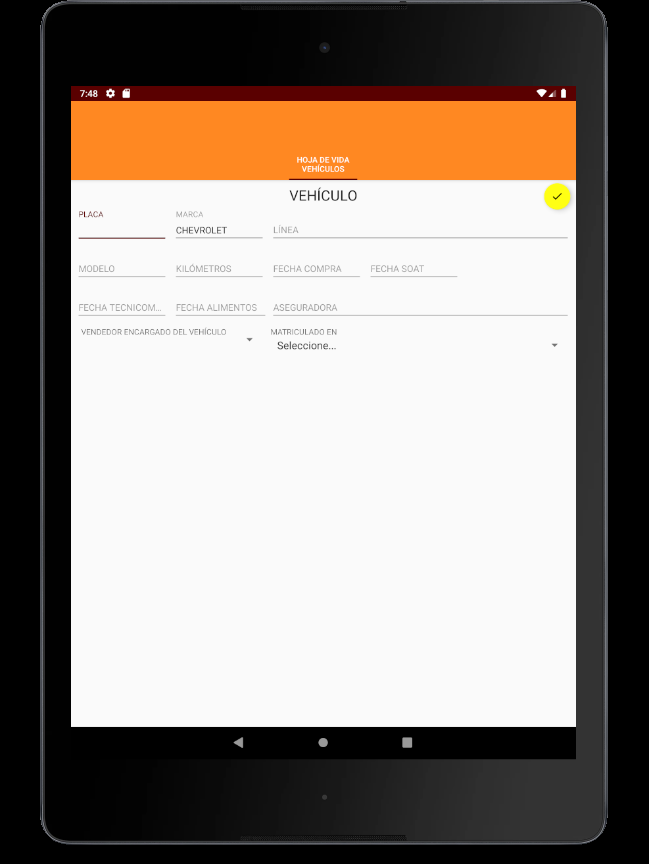 7:48
HOJA DE VIDA
VEHÍCULOS
VEHÍCULO
PLACA
MARCA
CHEVROLET
LÍNEA
MODELO
KILÓMETROS
FECHA COMPRA
FECHA SOAT
FECHA TECNICOM...
FECHA ALIMENTOS
ASEGURADORA
VENDEDOR ENCARGADO DEL VEHÍCULO
MATRICULADO EN
Seleccione...